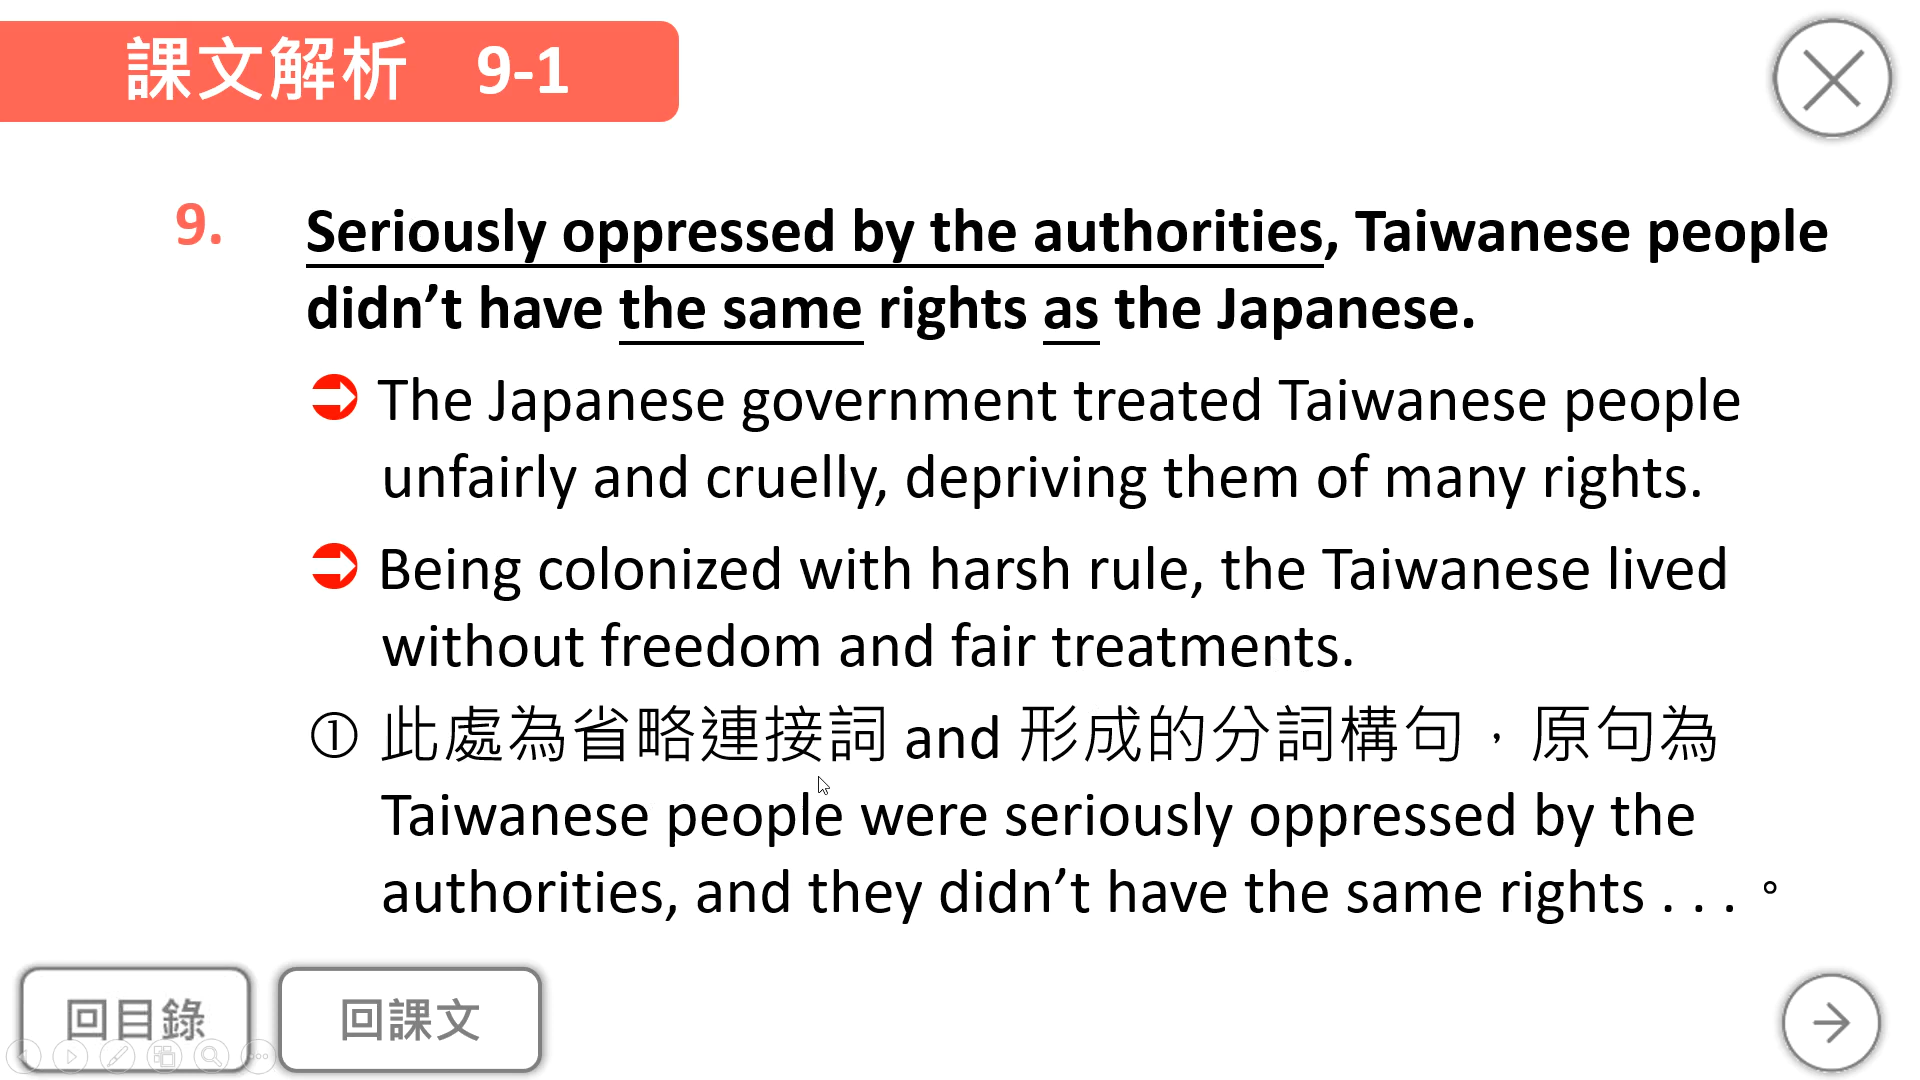 課文解析 9-1
9. Seriously oppressed by the authorities, Taiwanese people
didn’t have the same rights as the Japanese.
The Japanese government treated Taiwanese people
unfairly and cruelly, depriving them of many rights.
Being colonized with harsh rule, the Taiwanese lived
without freedom and fair treatments.
① 此處為省略連接詞 and 形成的分詞構句，原句為
Taiwanese people were seriously oppressed by the
authorities, and they didn’t have the same rights . . . 。
回目錄 回課文